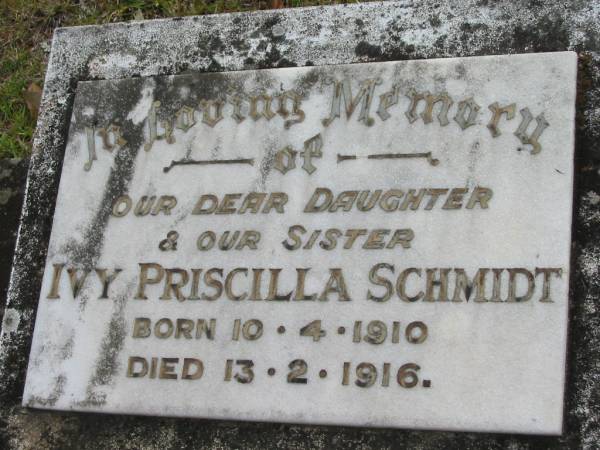 In Loving Memory
of
OUR DEAR DAUGHTER
& OUR SISTER
IVY PRISCILLA SCHMIDT
BORN 10 · 4 · 1910
DIED 13 · 2 · 1916.